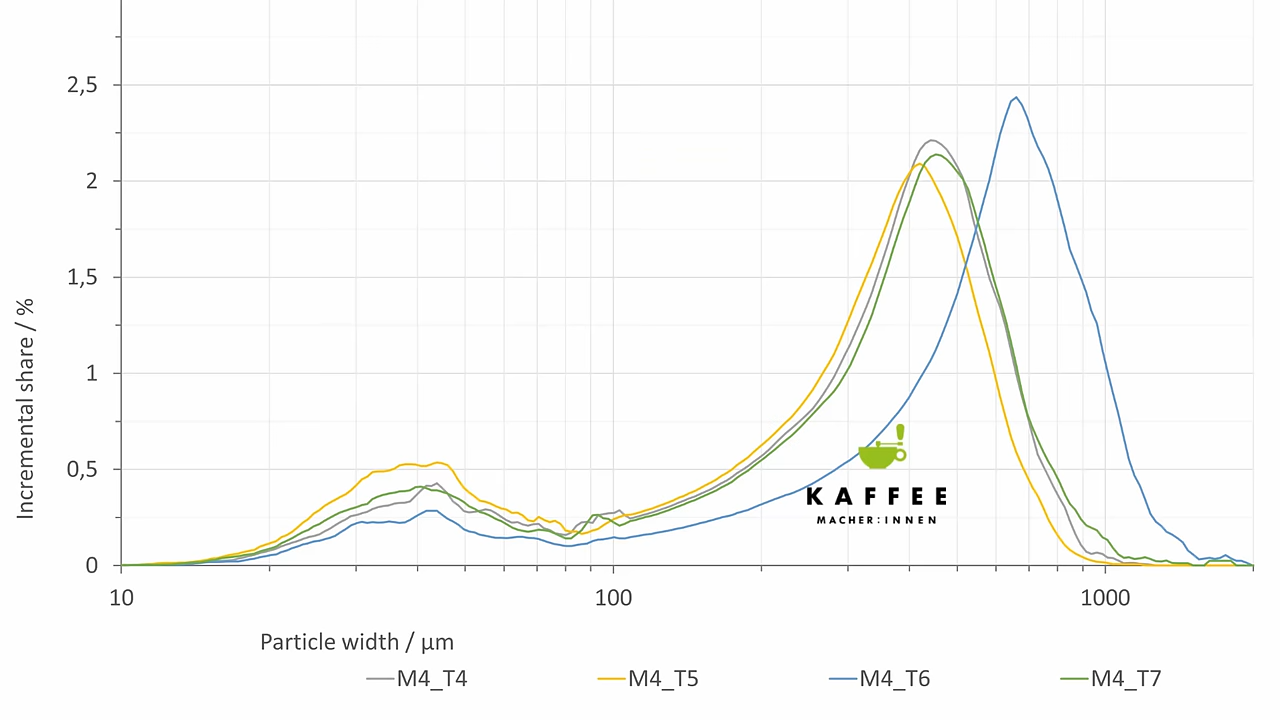 2,5
2
1,5
1
0,5
0
Incremental share / %
10 100 1000
Particle width / µm
KAFFEE
MACHER:INNEN
M4_T4 M4_T5 M4_T6 M4_T7